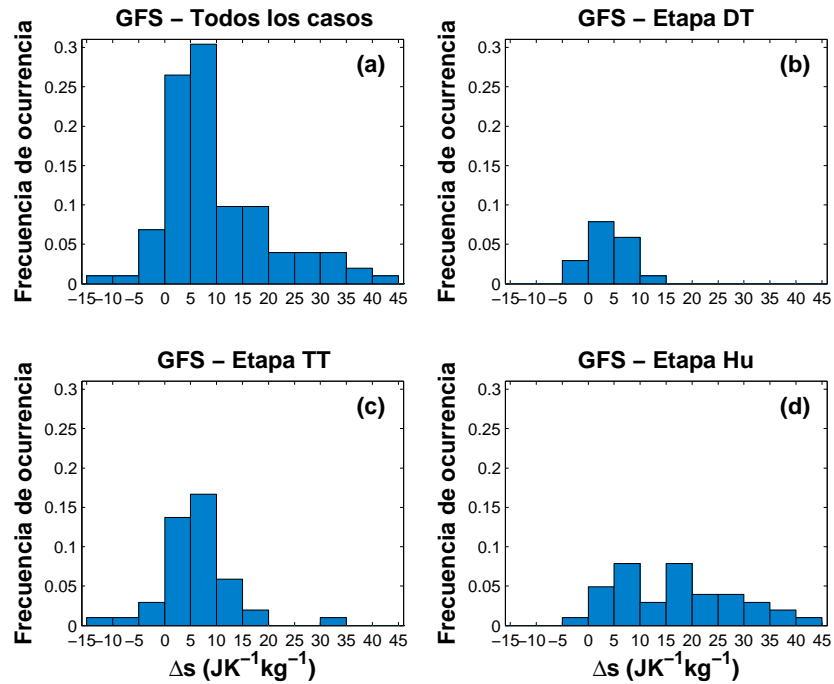 GFS − Todos los casos
(a)
Frecuencia de ocurrencia
0.3
0.25
0.2
0.15
0.1
0.05
0
−15 −10 −5 0 5 10 15 20 25 30 35 40 45
GFS − Etapa DT
(b)
Frecuencia de ocurrencia
0.3
0.25
0.2
0.15
0.1
0.05
0
−15 −10 −5 0 5 10 15 20 25 30 35 40 45
GFS − Etapa TT
(c)
Frecuencia de ocurrencia
0.3
0.25
0.2
0.15
0.1
0.05
0
−15 −10 −5 0 5 10 15 20 25 30 35 40 45
Δs (JK⁻¹kg⁻¹)
GFS − Etapa Hu
(d)
Frecuencia de ocurrencia
0.3
0.25
0.2
0.15
0.1
0.05
0
−15 −10 −5 0 5 10 15 20 25 30 35 40 45
Δs (JK⁻¹kg⁻¹)